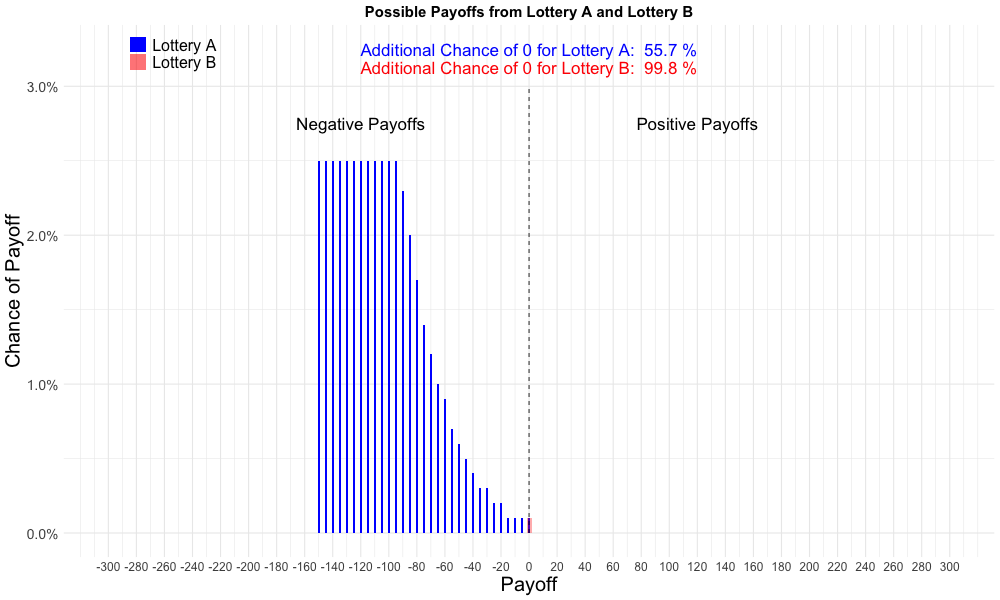 Possible Payoffs from Lottery A and Lottery B
Lottery A
Lottery B
Additional Chance of 0 for Lottery A: 55.7 %
Additional Chance of 0 for Lottery B: 99.8 %
Negative Payoffs
Positive Payoffs
Chance of Payoff
3.0%
2.0%
1.0%
0.0%
-300 -280 -260 -240 -220 -200 -180 -160 -140 -120 -100 -80 -60 -40 -20 0 20 40 60 80 100 120 140 160 180 200 220 240 260 280 300
Payoff